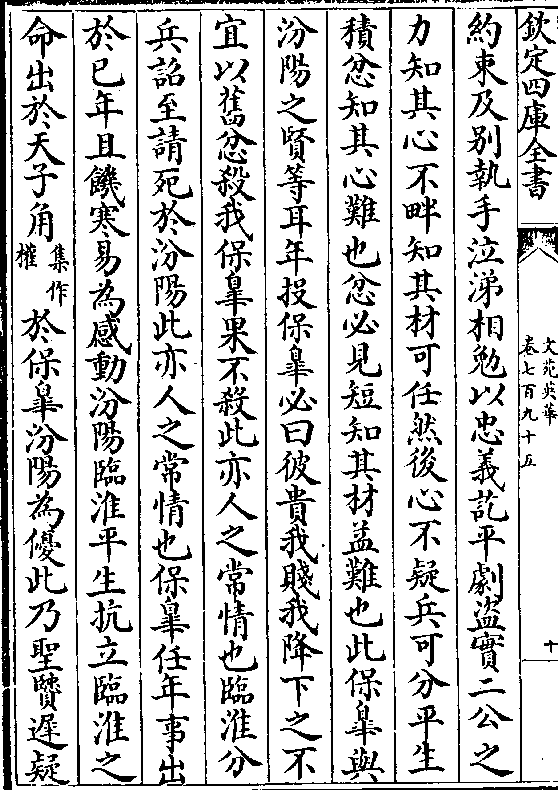 欽定四庫全書
文苑英華
卷七百九十五
十
約束及别執手泣涕相勉以忠義訖平劇盜實二公之
力知其心不畔知其材可任然後心不疑兵可分平生
積忿知其心難也忿必見短知其材益難也此保臯與
汾陽之賢等耳年投保臯必曰彼貴我賤我降下之不
宜以舊忿殺我保臯果不殺此亦人之常情也臨淮分
兵詔至請死於汾陽此亦人之常情也保臯任年事出
於已年且饑寒易為感動汾陽臨淮平生抗立臨淮之
命出於天子角集作權於保臯汾陽為優此乃聖賢遲疑